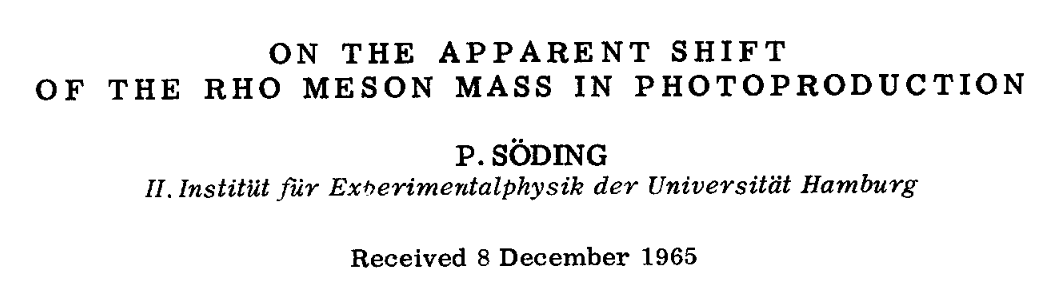 ON THE APPARENT SHIFT
OF THE RHO MESON MASS IN PHOTOPRODUCTION
P. SÖDING
II. Institüt für Experimentalphysik der Universität Hamburg
Received 8 December 1965